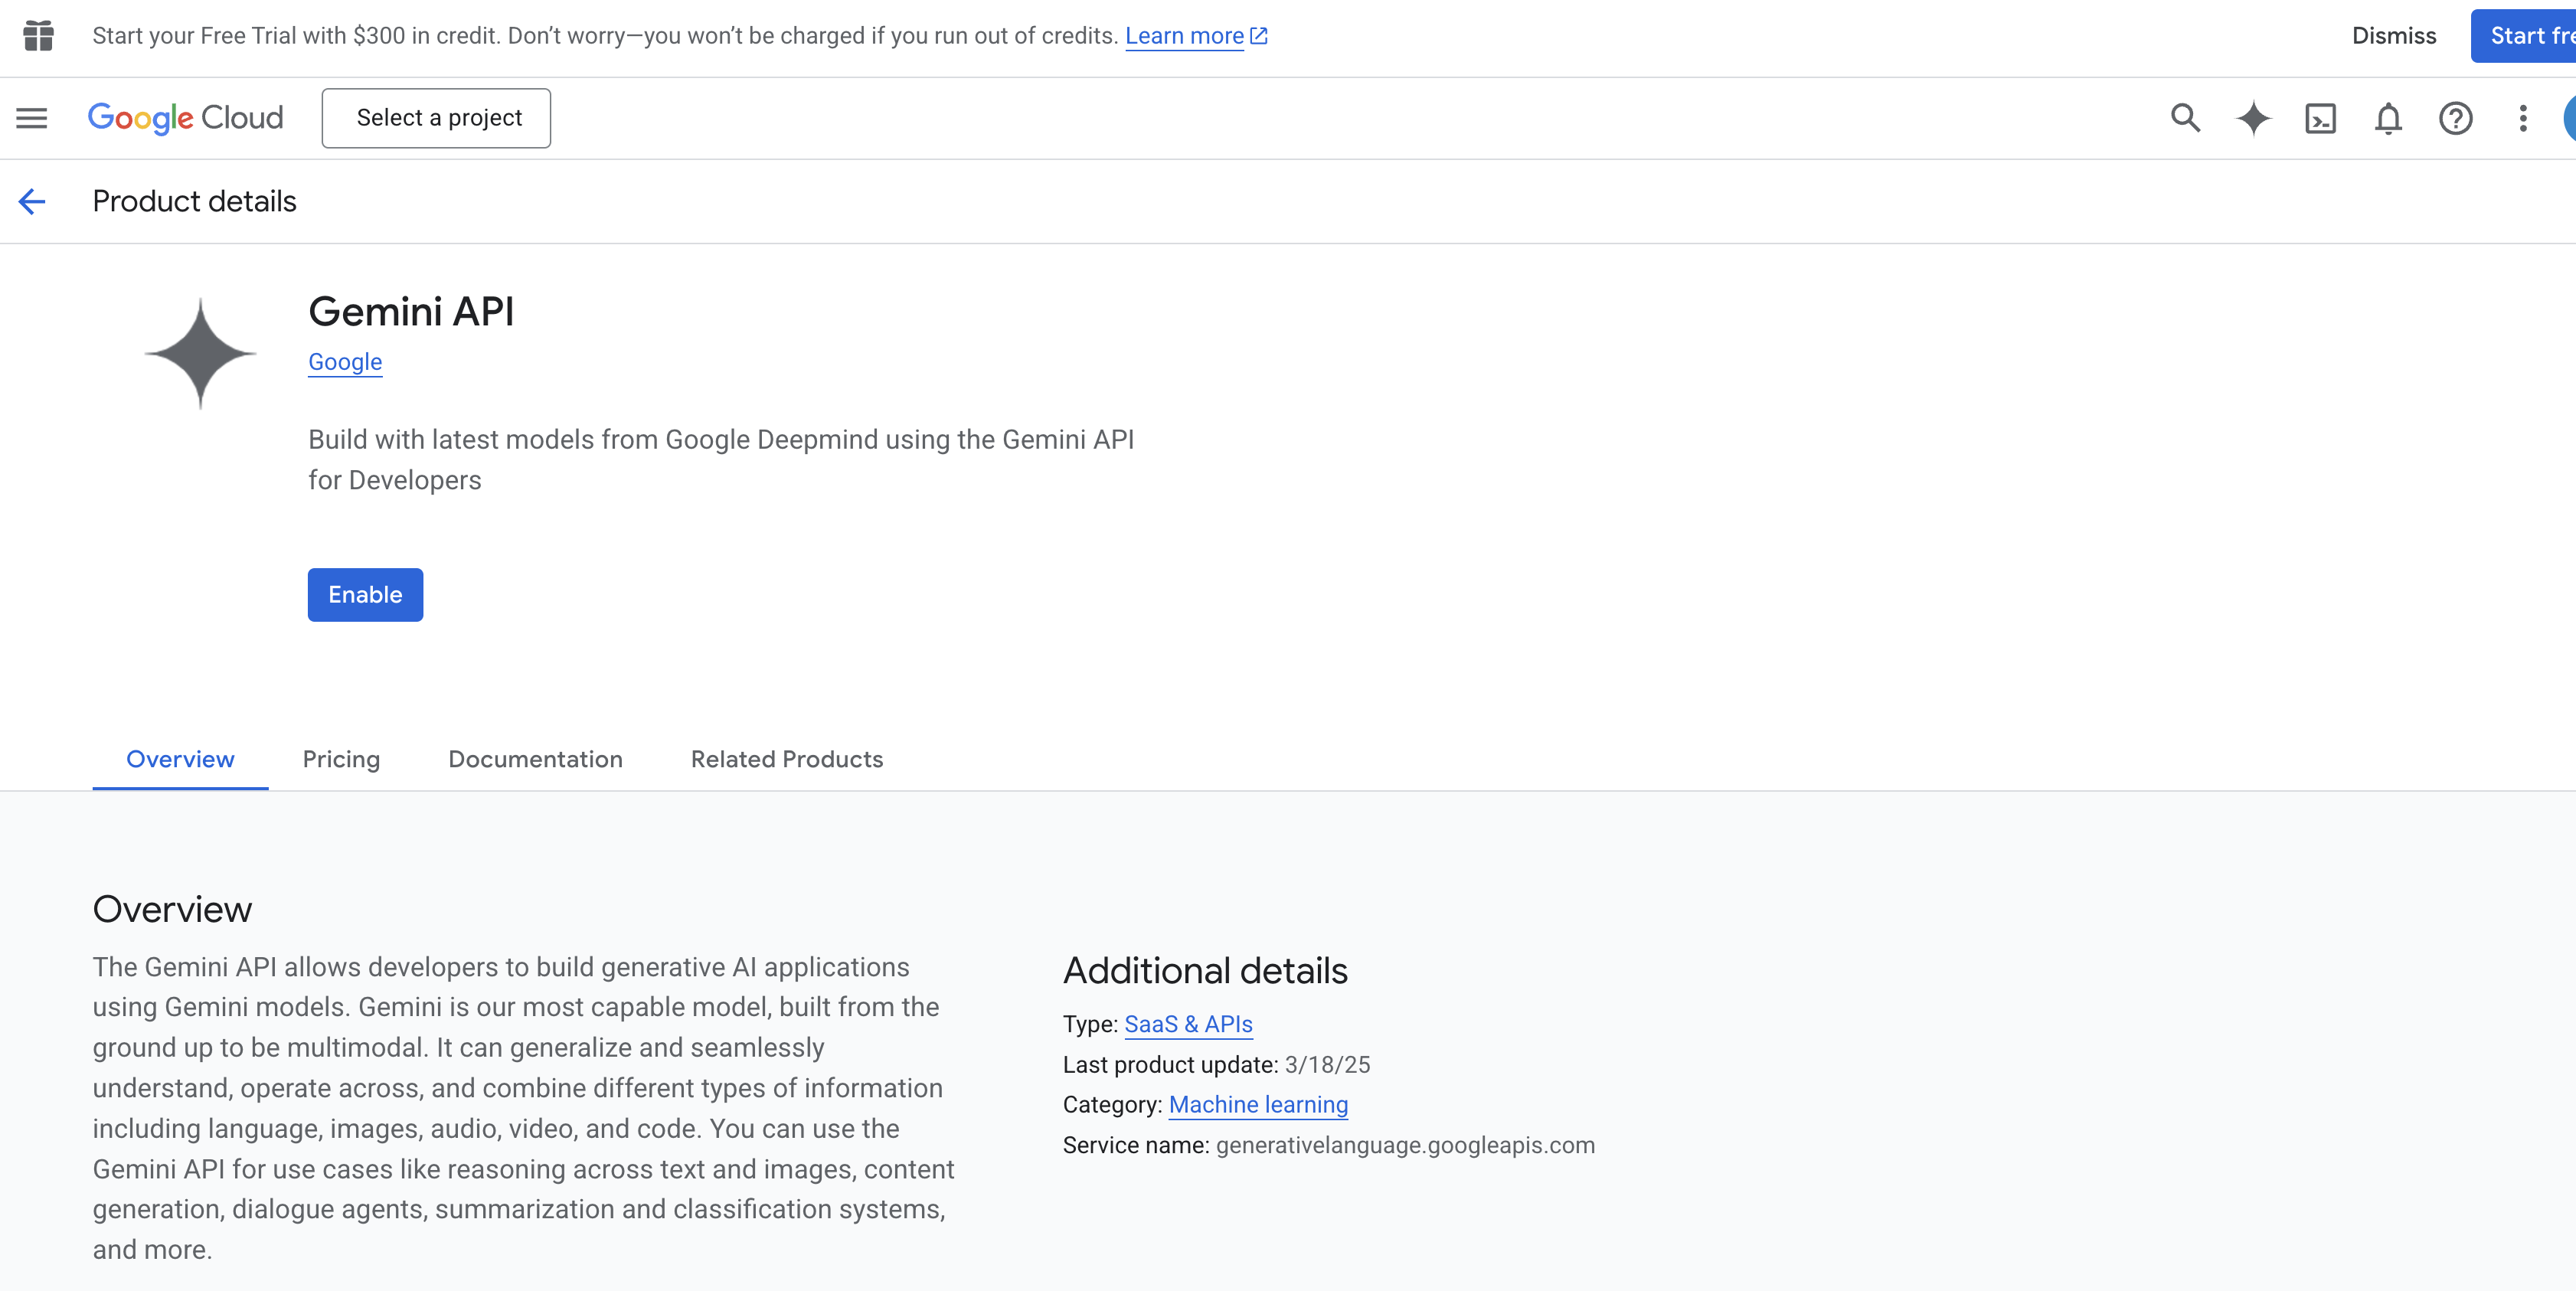 Start your Free Trial with $300 in credit. Don’t worry—you won’t be charged if you run out of credits. Learn more
Dismiss
Start fre
Google Cloud
Select a project
Product details
Gemini API
Google
Build with latest models from Google Deepmind using the Gemini API
for Developers
Enable
Overview
Pricing
Documentation
Related Products
Overview
The Gemini API allows developers to build generative AI applications
using Gemini models. Gemini is our most capable model, built from the
ground up to be multimodal. It can generalize and seamlessly
understand, operate across, and combine different types of information
including language, images, audio, video, and code. You can use the
Gemini API for use cases like reasoning across text and images, content
generation, dialogue agents, summarization and classification systems,
and more.
Additional details
Type: SaaS & APIs
Last product update: 3/18/25
Category: Machine learning
Service name: generativelanguage.googleapis.com